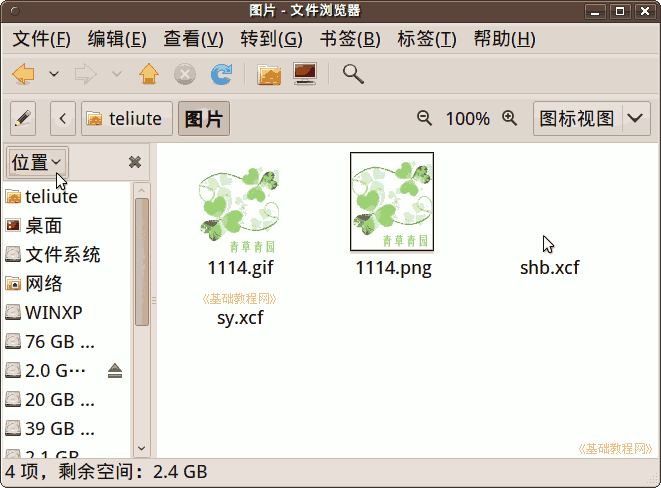 图片 - 文件浏览器
文件(F) 编辑(E) 查看(V) 转到(G) 书签(B) 标签(T) 帮助(H)
teliute 图片 100% 图标视图
位置
teliute
桌面
文件系统
网络
WINXP
76 GB ...
2.0 G···
20 GB ...
39 GB ...
2.1 GB
青草青园
1114.gif
青草青园
1114.png
shb.xcf
《基础教程网》
sy.xcf
《基础教程网》
4 项，剩余空间：2.4 GB